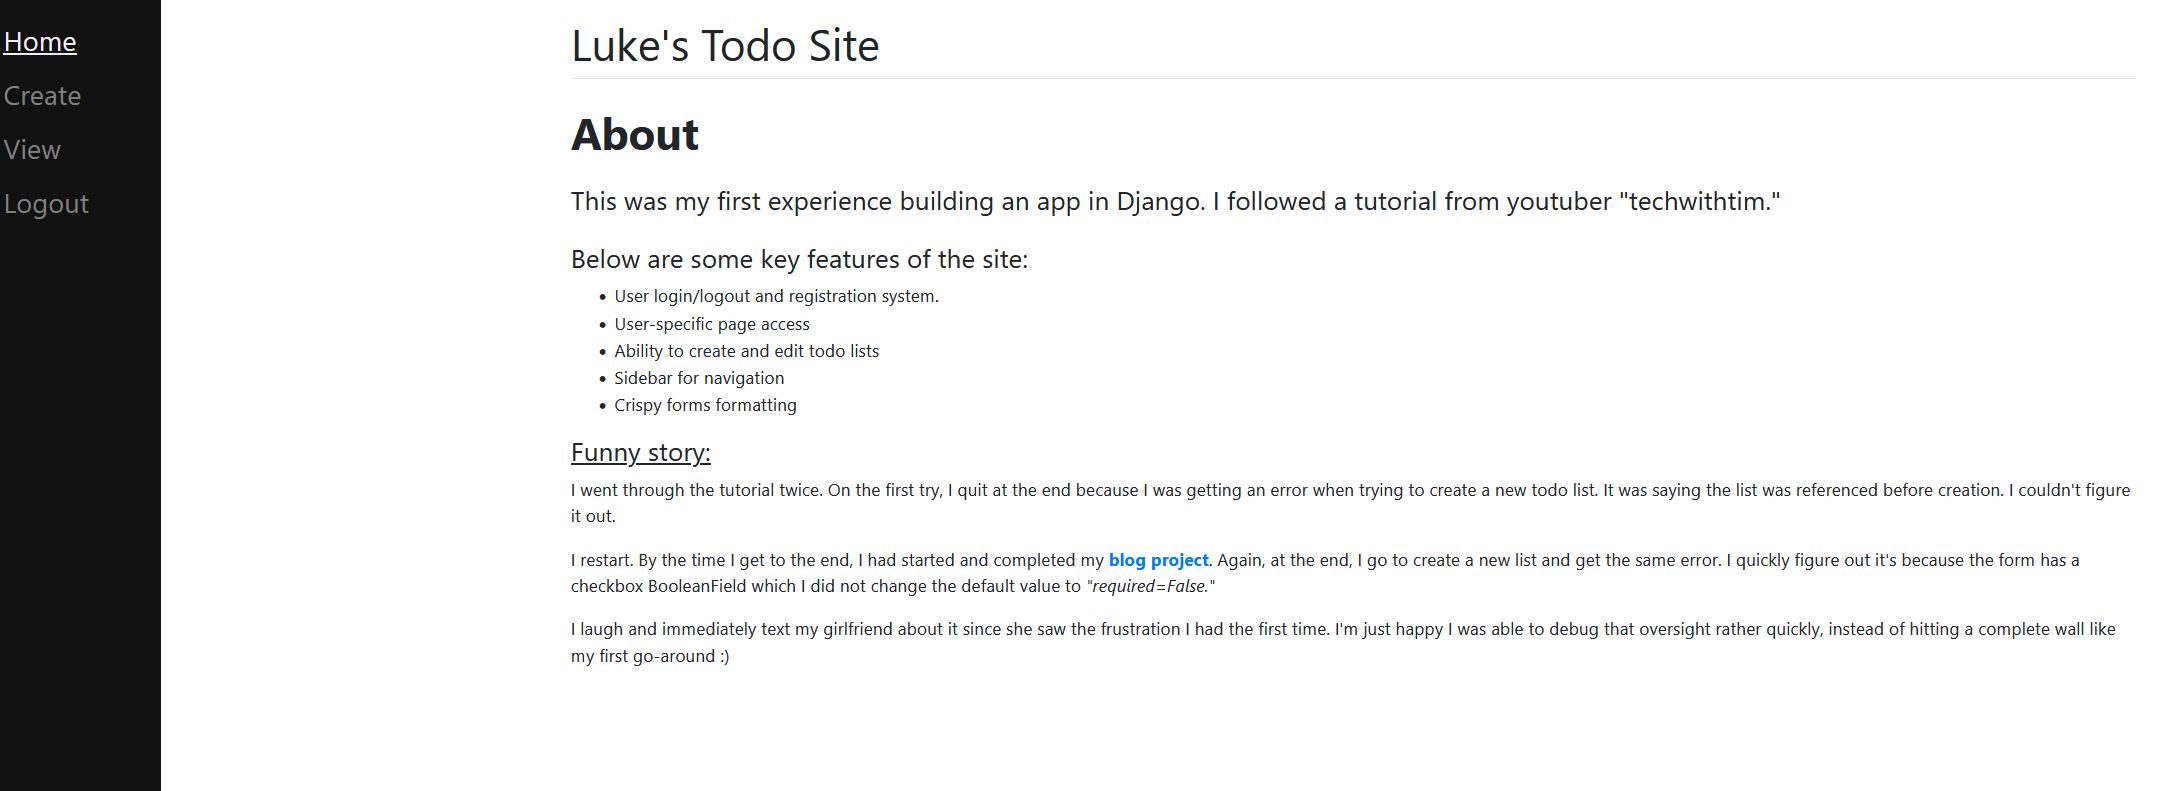 Home
Create
View
Logout
Luke's Todo Site
About
This was my first experience building an app in Django. I followed a tutorial from youtuber "techwithtim."
Below are some key features of the site:
• User login/logout and registration system.
• User-specific page access
• Ability to create and edit todo lists
• Sidebar for navigation
• Crispy forms formatting
Funny story:
I went through the tutorial twice. On the first try, I quit at the end because I was getting an error when trying to create a new todo list. It was saying the list was referenced before creation. I couldn't figure
it out.
I restart. By the time I get to the end, I had started and completed my blog project. Again, at the end, I go to create a new list and get the same error. I quickly figure out it's because the form has a
checkbox BooleanField which I did not change the default value to "required=False."
I laugh and immediately text my girlfriend about it since she saw the frustration I had the first time. I'm just happy I was able to debug that oversight rather quickly, instead of hitting a complete wall like
my first go-around :)